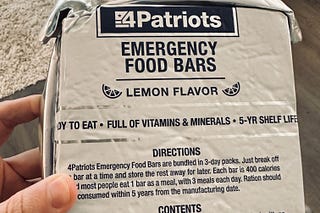 4Patriots
EMERGENCY
FOOD BARS
LEMON FLAVOR
DY TO EAT • FULL OF VITAMINS & MINERALS • 5-YR SHELF LIFE
DIRECTIONS
4Patriots Emergency Food Bars are bundled in 3-day packs. Just break off
bar at a time and store the rest away for later. Each bar is 400 calories
d most people eat 1 bar as a meal, with 3 meals each day. Ration should
consumed within 5 years from the manufacturing date.
CONTENTS